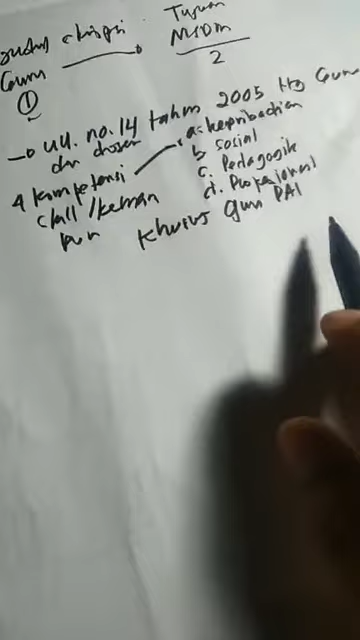 Tujuan
MSDM
Guru
①
2
→ UU. no. 14 tahun 2005 ttg Guru
dan dosen
4 kompetensi → a. kepribadian
b. sosial
c. Pedagogik
d. Profesional
khusus guru PAI